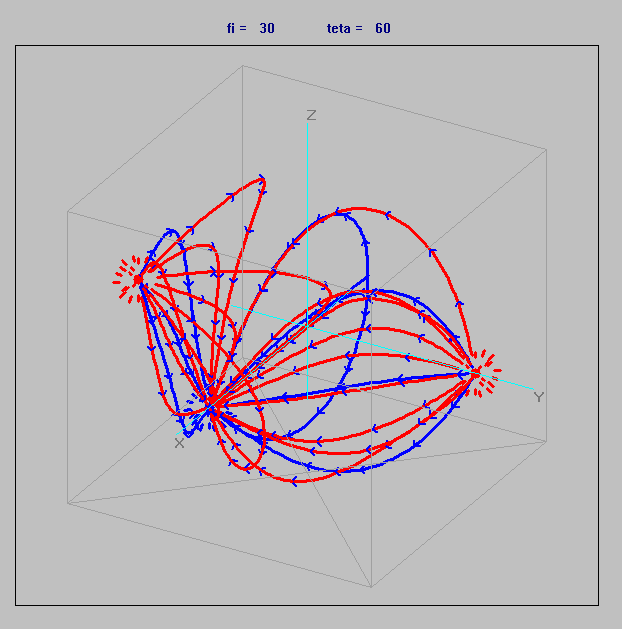 fi =   30   teta =   60
Z
Y
X